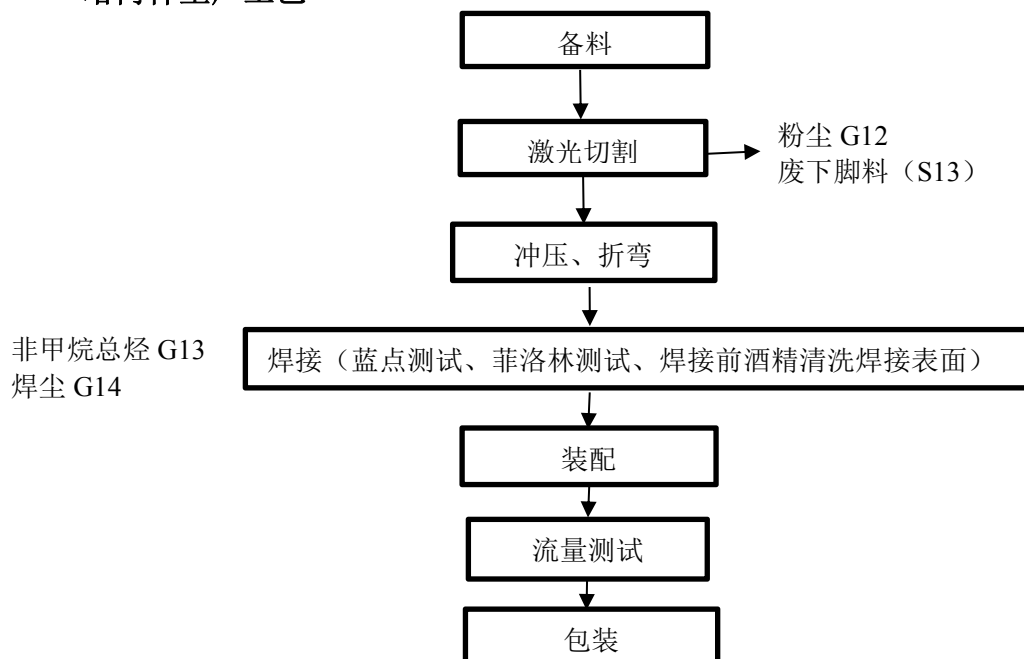 备料
激光切割
粉尘 G12
废下脚料（S13）
冲压、折弯
非甲烷总烃 G13
焊尘 G14
焊接（蓝点测试、菲洛林测试、焊接前酒精清洗焊接表面）
装配
流量测试
包装